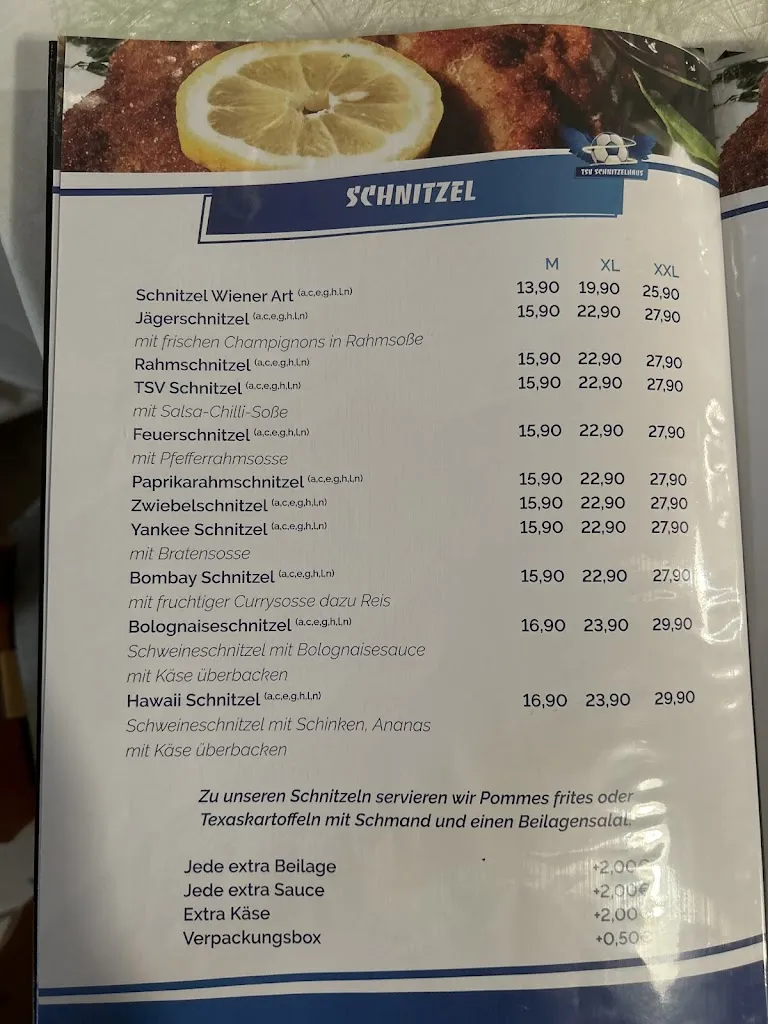 TSV SCHNITZELHAUS
SCHNITZEL
M XL XXL
Schnitzel Wiener Art (a,c,e,g,h,l,n) 13,90 19,90 25,90
Jägerschnitzel (a,c,e,g,h,l,n) 15,90 22,90 27,90
mit frischen Champignons in Rahmsoße
Rahmschnitzel (a,c,e,g,h,l,n) 15,90 22,90 27,90
TSV Schnitzel (a,c,e,g,h,l,n) 15,90 22,90 27,90
mit Salsa-Chilli-Soße
Feuerschnitzel (a,c,e,g,h,l,n) 15,90 22,90 27,90
mit Pfefferrahmsosse
Paprikarahmschnitzel (a,c,e,g,h,l,n) 15,90 22,90 27,90
Zwiebelschnitzel (a,c,e,g,h,l,n) 15,90 22,90 27,90
Yankee Schnitzel (a,c,e,g,h,l,n) 15,90 22,90 27,90
mit Bratensosse
Bombay Schnitzel (a,c,e,g,h,l,n) 15,90 22,90 27,90
mit fruchtiger Currysosse dazu Reis
Bolognaiseschnitzel (a,c,e,g,h,l,n) 16,90 23,90 29,90
Schweineschnitzel mit Bolognaisesauce
mit Käse überbacken
Hawaii Schnitzel (a,c,e,g,h,l,n) 16,90 23,90 29,90
Schweineschnitzel mit Schinken, Ananas
mit Käse überbacken
Zu unseren Schnitzeln servieren wir Pommes frites oder
Texaskartoffeln mit Schmand und einen Beilagensalat.
Jede extra Beilage +2,00€
Jede extra Sauce +2,00€
Extra Käse +2,00€
Verpackungsbox +0,50€